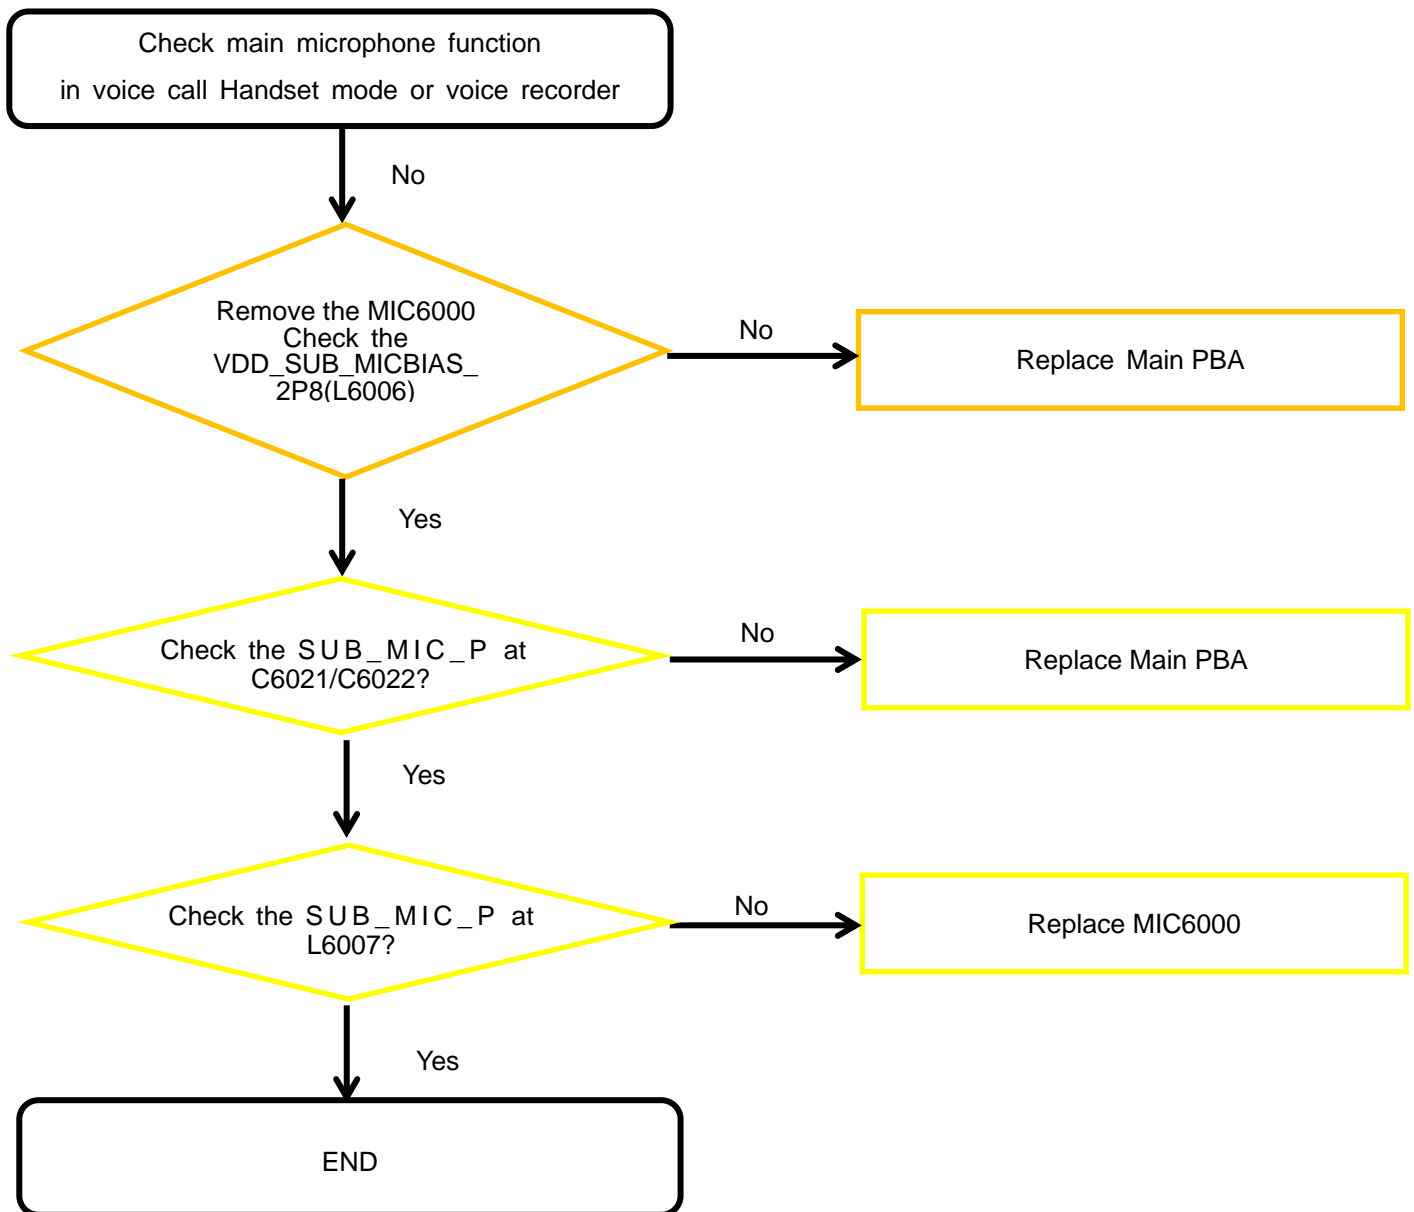 Check main microphone function
in voice call Handset mode or voice recorder
No
Remove the MIC6000
Check the
VDD_SUB_MICBIAS_
2P8(L6006)
No
Replace Main PBA
Yes
Check the SUB_MIC_P at
C6021/C6022?
No
Replace Main PBA
Yes
Check the SUB_MIC_P at
L6007?
No
Replace MIC6000
Yes
END